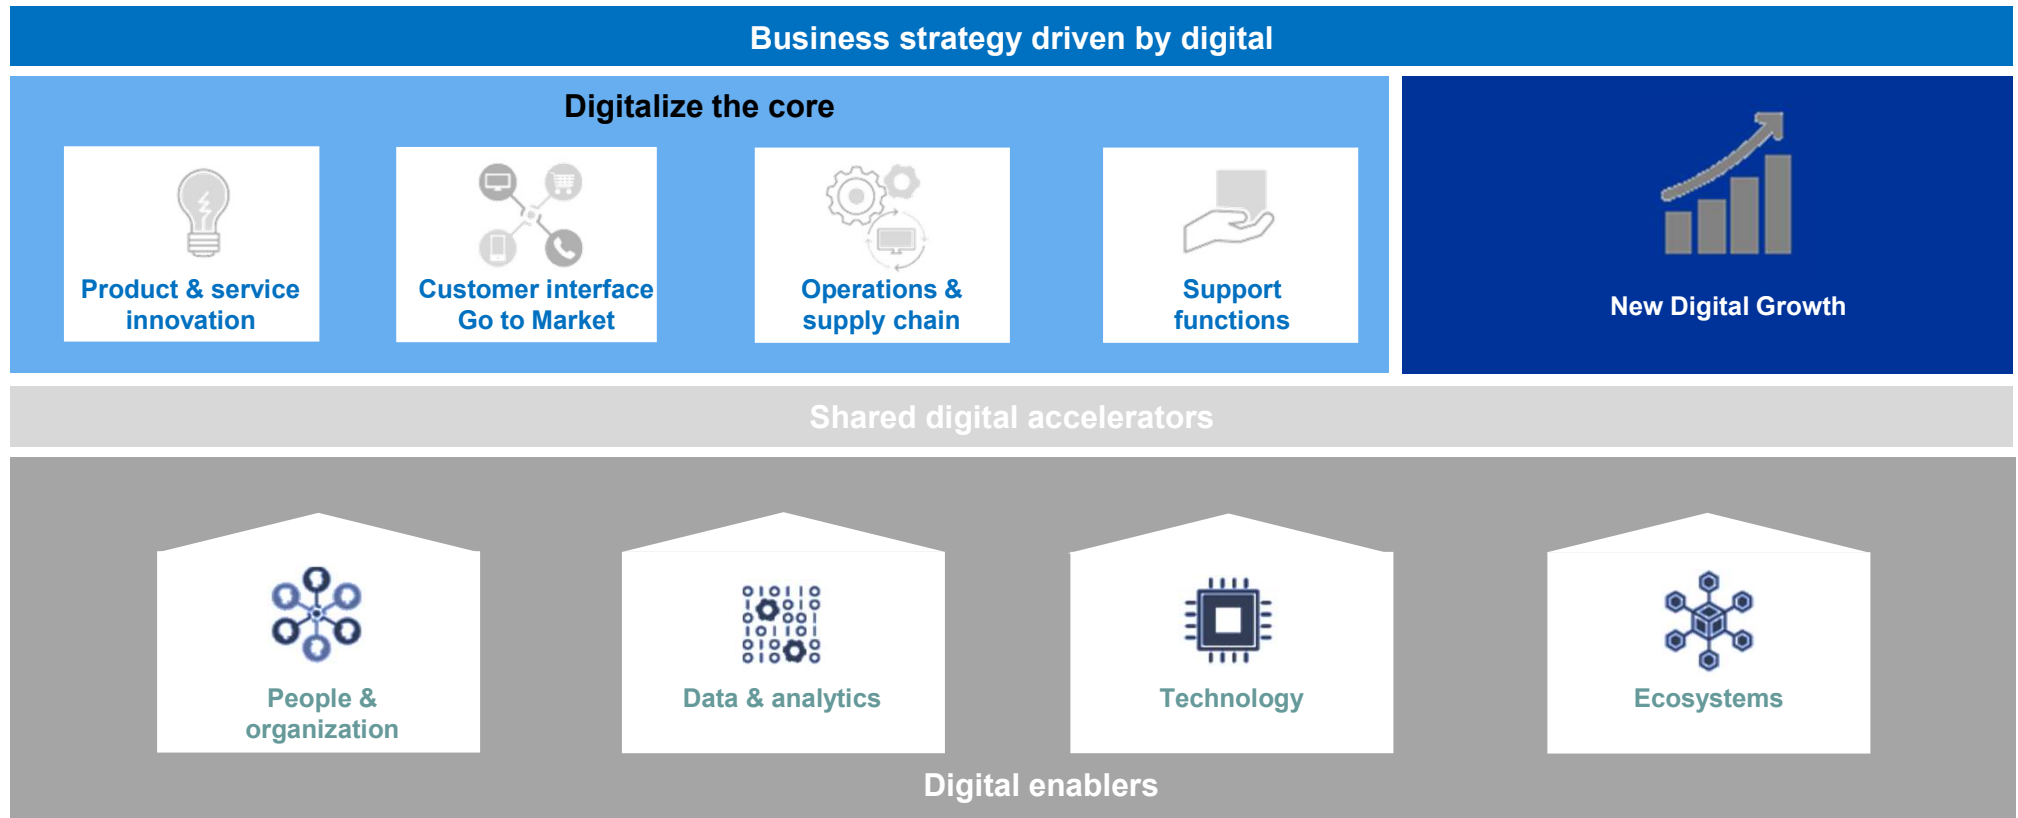 Business strategy driven by digital
Digitalize the core
Product & service
innovation
Customer interface
Go to Market
Operations &
supply chain
Support
functions
New Digital Growth
Shared digital accelerators
People &
organization
Data & analytics
Technology
Ecosystems
Digital enablers